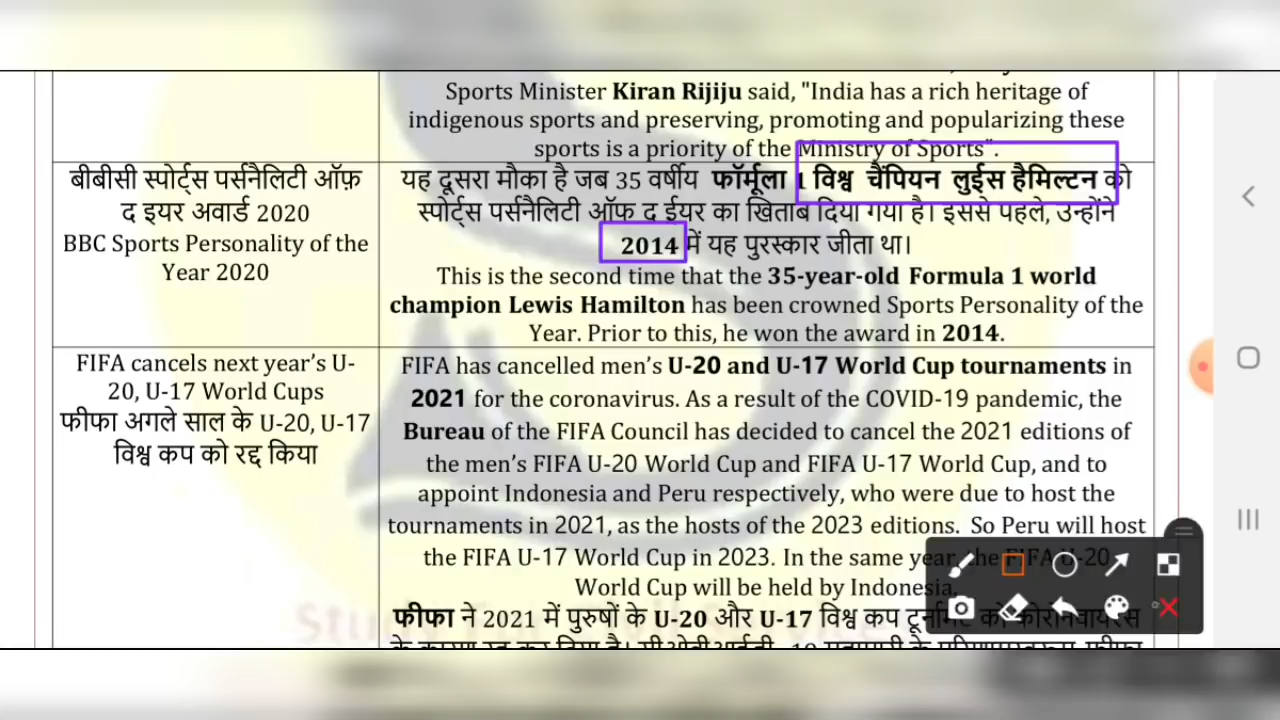 Sports Minister Kiran Rijiju said, "India has a rich heritage of
indigenous sports and preserving, promoting and popularizing these
sports is a priority of the Ministry of Sports".
बीबीसी स्पोर्ट्स पर्सनैलिटी ऑफ़
द इयर अवार्ड 2020
BBC Sports Personality of the
Year 2020
यह दूसरा मौका है जब 35 वर्षीय फॉर्मूला 1 विश्व चैंपियन लुईस हैमिल्टन को
स्पोर्ट्स पर्सनैलिटी ऑफ द ईयर का खिताब दिया गया है। इससे पहले, उन्होंने
2014 में यह पुरस्कार जीता था।
This is the second time that the 35-year-old Formula 1 world
champion Lewis Hamilton has been crowned Sports Personality of the
Year. Prior to this, he won the award in 2014.
FIFA cancels next year’s U-
20, U-17 World Cups
फीफा अगले साल के U-20, U-17
विश्व कप को रद्द किया
FIFA has cancelled men’s U-20 and U-17 World Cup tournaments in
2021 for the coronavirus. As a result of the COVID-19 pandemic, the
Bureau of the FIFA Council has decided to cancel the 2021 editions of
the men’s FIFA U-20 World Cup and FIFA U-17 World Cup, and to
appoint Indonesia and Peru respectively, who were due to host the
tournaments in 2021, as the hosts of the 2023 editions. So Peru will host
the FIFA U-17 World Cup in 2023. In the same year, the FIFA U-20
World Cup will be held by Indonesia.
फीफा ने 2021 में पुरुषों के U-20 और U-17 विश्व कप टूर्नामेंट को कोरोनवायरस